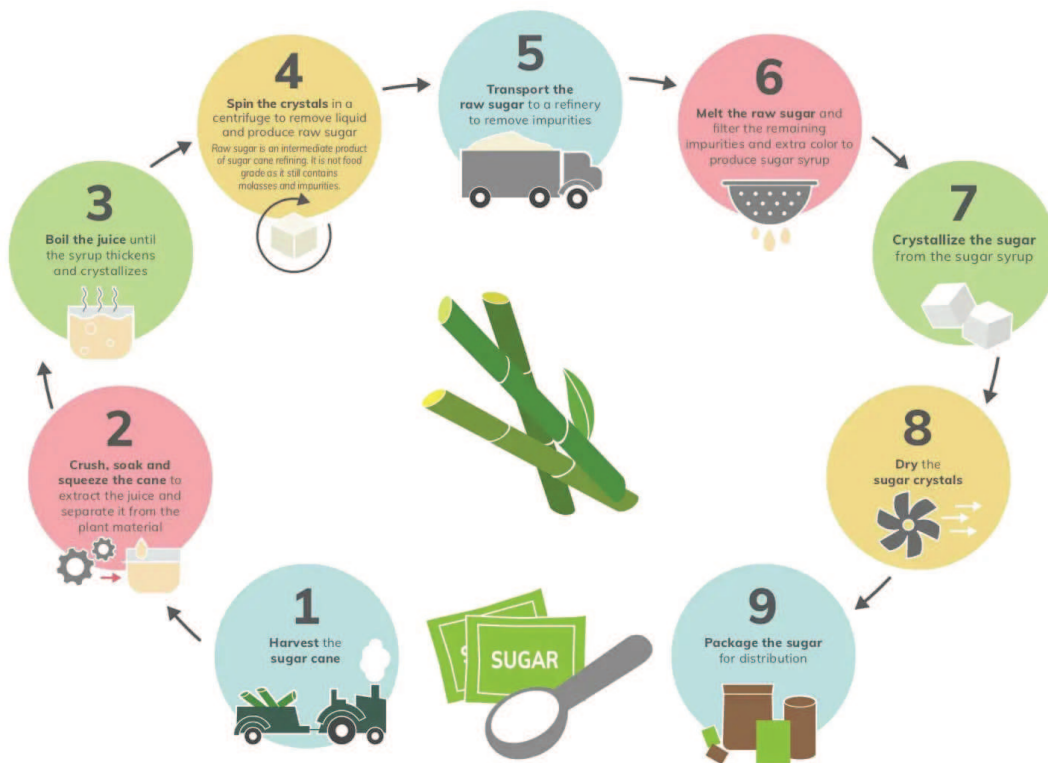 1
Harvest the
sugar cane
2
Crush, soak and
squeeze the cane to
extract the juice and
separate it from the
plant material
3
Boil the juice until
the syrup thickens
and crystallizes
4
Spin the crystals in a
centrifuge to remove liquid
and produce raw sugar
Raw sugar is an intermediate product
of sugar cane refining. It is not food
grade as it still contains
molasses and impurities.
5
Transport the
raw sugar to a refinery
to remove impurities
6
Melt the raw sugar and
filter the remaining
impurities and extra color to
produce sugar syrup
7
Crystallize the sugar
from the sugar syrup
8
Dry the
sugar crystals
9
Package the sugar
for distribution
S
SUGAR